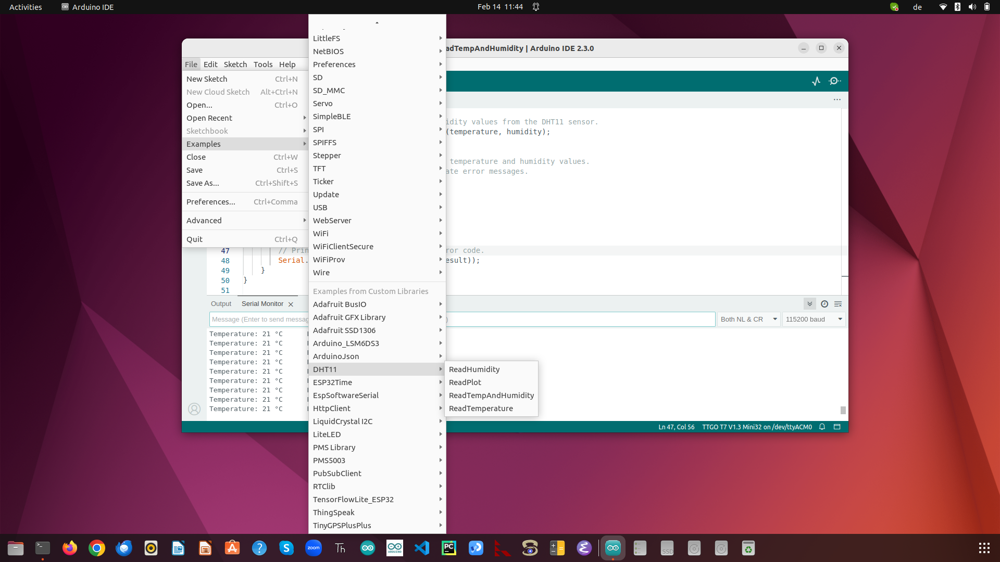 Activities
Arduino IDE
Feb 14 11:44
de
adTempAndHumidity | Arduino IDE 2.3.0
File Edit Sketch Tools Help
New Sketch Ctrl+N
New Cloud Sketch Alt+Ctrl+N
Open... Ctrl+O
Open Recent
Sketchbook
Examples
Close Ctrl+W
Save Ctrl+S
Save As... Ctrl+Shift+S
Preferences... Ctrl+Comma
Advanced
Quit Ctrl+Q
LittleFS
NetBIOS
Preferences
SD
SD_MMC
Servo
SimpleBLE
SPI
SPIFFS
Stepper
TFT
Ticker
Update
USB
WebServer
WiFi
WiFiClientSecure
WiFiProv
Wire
Examples from Custom Libraries
Adafruit BusIO
Adafruit GFX Library
Adafruit SSD1306
Arduino_LSM6DS3
ArduinoJson
DHT11
ESP32Time
EspSoftwareSerial
HttpClient
LiquidCrystal I2C
LiteLED
PMS Library
PMS5003
PubSubClient
RTClib
TensorFlowLite_ESP32
ThingSpeak
TinyGPSPlusPlus
ReadHumidity
ReadPlot
ReadTempAndHumidity
ReadTemperature
idity values from the DHT11 sensor.
(temperature, humidity);
temperature and humidity values.
ate error messages.
47 // Prin ror code.
48 Serial. esult));
49 }
50 }
51
Output Serial Monitor
Message (Enter to send messag )
Both NL & CR
115200 baud
Temperature: 21 °C
Temperature: 21 °C
Temperature: 21 °C
Temperature: 21 °C
Temperature: 21 °C
Temperature: 21 °C
Temperature: 21 °C
Temperature: 21 °C
Temperature: 21 °C
Ln 47, Col 56 TTGO T7 V1.3 Mini32 on /dev/ttyACM0
zoom
Th
ARDUINO
PC
SSD